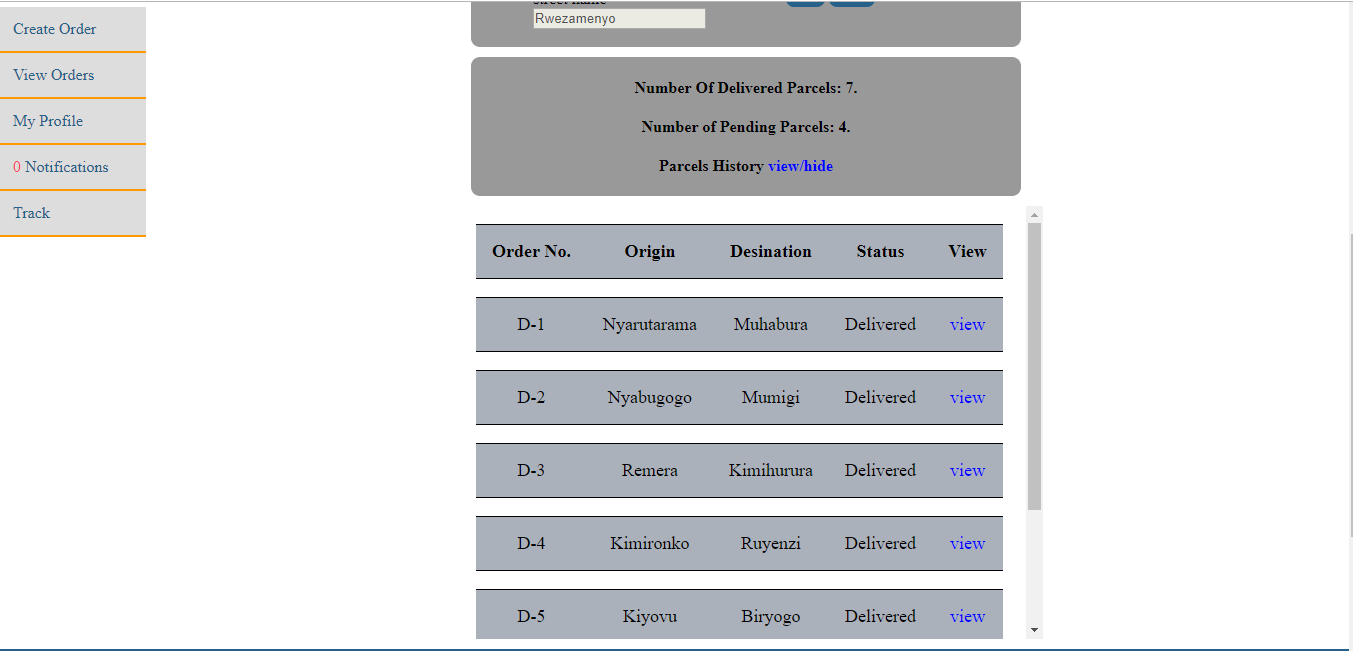 Create Order
View Orders
My Profile
0 Notifications
Track
street name
Rwezamenyo
Number Of Delivered Parcels: 7.
Number of Pending Parcels: 4.
Parcels History view/hide
Order No. Origin Desination Status View
D-1 Nyarutarama Muhabura Delivered view
D-2 Nyabugogo Mumigi Delivered view
D-3 Remera Kimihurura Delivered view
D-4 Kimironko Ruyenzi Delivered view
D-5 Kiyovu Biryogo Delivered view